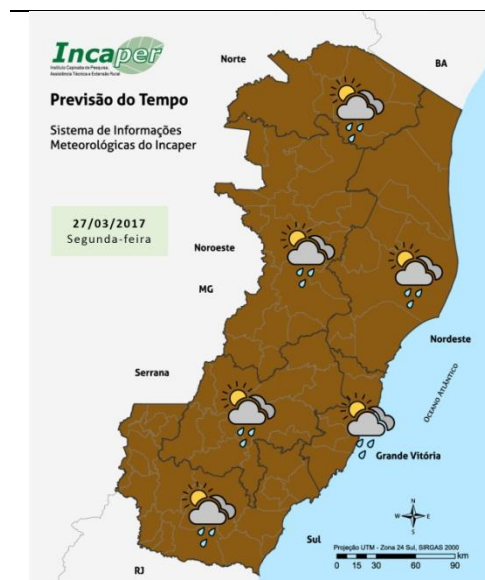 Incaper
Instituto Capixaba de Pesquisa,
Assistência Técnica e Extensão Rural
Norte
BA
Previsão do Tempo
Sistema de Informações
Meteorológicas do Incaper
27/03/2017
Segunda-feira
Noroeste
MG
Nordeste
Serrana
OCEANO ATLÂNTICO
Grande Vitória
N
W E
S
Sul
Projeção UTM - Zona 24 Sul, SIRGAS 2000
km
0 15 30 60 90
RJ